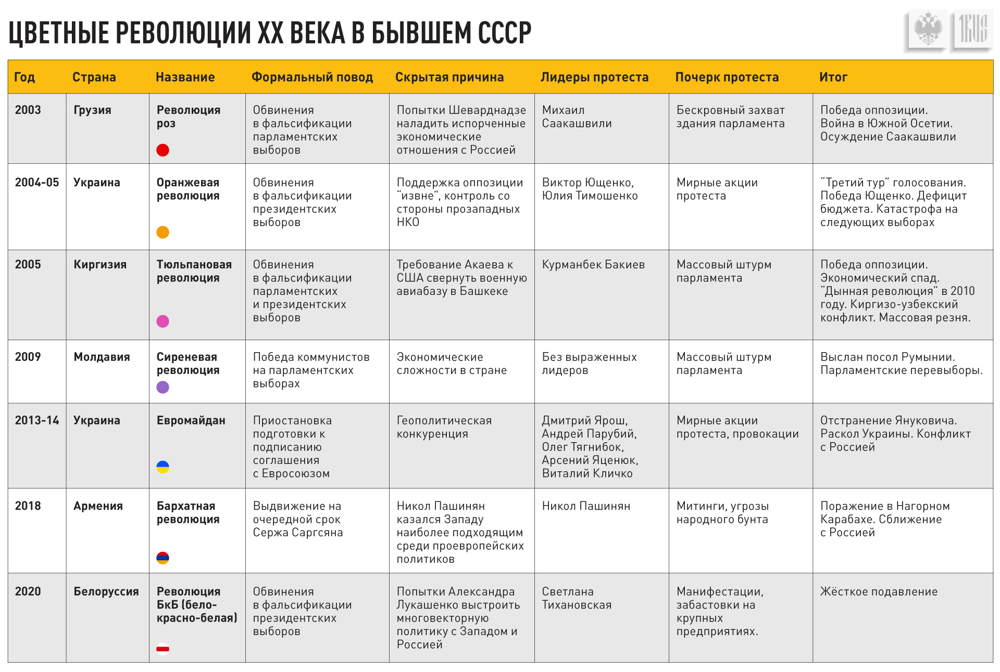 ЦВЕТНЫЕ РЕВОЛЮЦИИ XX ВЕКА В БЫВШЕМ СССР
1RUS
Год
Страна
Название
Формальный повод
Скрытая причина
Лидеры протеста
Почерк протеста
Итог
2003
Грузия
Революция
роз
Обвинения
в фальсификации
парламентских
выборов
Попытки Шеварднадзе
наладить испорченные
экономические
отношения с Россией
Михаил
Саакашвили
Бескровный захват
здания парламента
Победа оппозиции.
Война в Южной Осетии.
Осуждение Саакашвили
2004-05
Украина
Оранжевая
революция
Обвинения
в фальсификации
президентских
выборов
Поддержка оппозиции
“извне”, контроль со
стороны прозападных
НКО
Виктор Ющенко,
Юлия Тимошенко
Мирные акции
протеста
“Третий тур” голосования.
Победа Ющенко. Дефицит
бюджета. Катастрофа на
следующих выборах
2005
Киргизия
Тюльпановая
революция
Обвинения
в фальсификации
парламентских
и президентских
выборов
Требование Акаева к
США свернуть военную
авиабазу в Башкеке
Курманбек Бакиев
Массовый штурм
парламента
Победа оппозиции.
Экономический спад.
“Дынная революция” в 2010
году. Киргизо-узбекский
конфликт. Массовая резня.
2009
Молдавия
Сиреневая
революция
Победа коммунистов
на парламентских
выборах
Экономические
сложности в стране
Без выраженных
лидеров
Массовый штурм
парламента
Выслан посол Румынии.
Парламентские перевыборы.
2013-14
Украина
Евромайдан
Приостановка
подготовки к
подписанию
соглашения
с Евросоюзом
Геополитическая
конкуренция
Дмитрий Ярош,
Андрей Парубий,
Олег Тягнибок,
Арсений Яценюк,
Виталий Кличко
Мирные акции
протеста, провокации
Отстранение Януковича.
Раскол Украины. Конфликт
с Россией
2018
Армения
Бархатная
революция
Выдвижение на
очередной срок
Сержа Саргсяна
Никол Пашинян
казался Западу
наиболее подходящим
среди проевропейских
политиков
Никол Пашинян
Митинги, угрозы
народного бунта
Поражение в Нагорном
Карабахе. Сближение
с Россией
2020
Белоруссия
Революция
БкБ (бело-
красно-белая)
Обвинения
в фальсификации
президентских
выборов
Попытки Александра
Лукашенко выстроить
многовекторную
политику с Западом и
Россией
Светлана
Тихановская
Манифестации,
забастовки на
крупных
предприятиях.
Жёсткое подавление